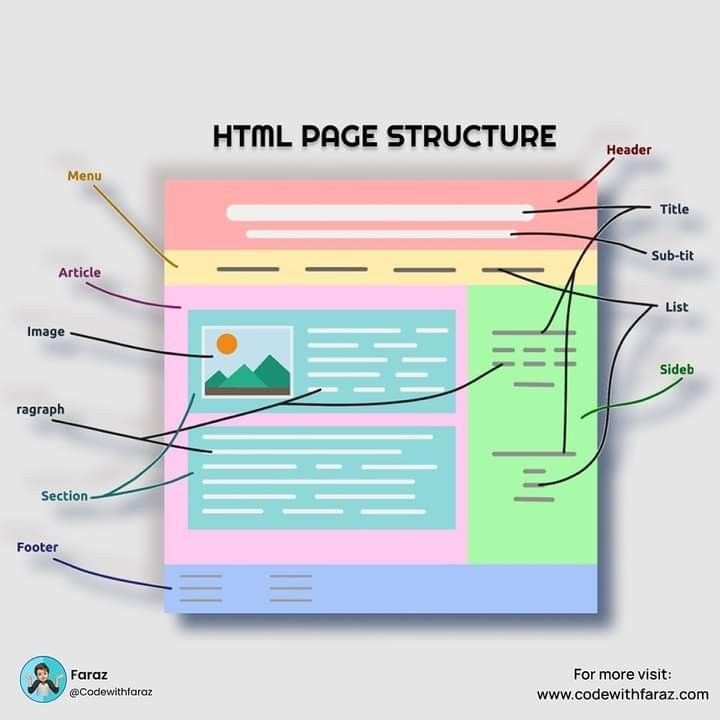 HTML PAGE STRUCTURE
Header
Menu
Title
Sub-tit
Article
List
Image
Sideb
ragraph
Section
Footer
Faraz
@Codewithfaraz
For more visit:
www.codewithfaraz.com